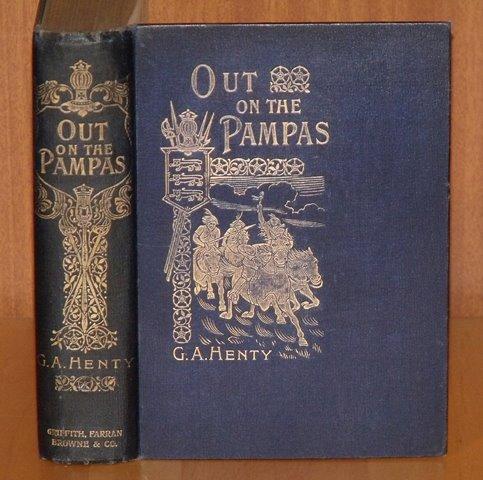 OUT
ON THE
PAMPAS
G.A.HENTY
GRIFFITH, FARRAN
BROWNE & CO.
OUT
ON THE
PAMPAS
G.A.HENTY